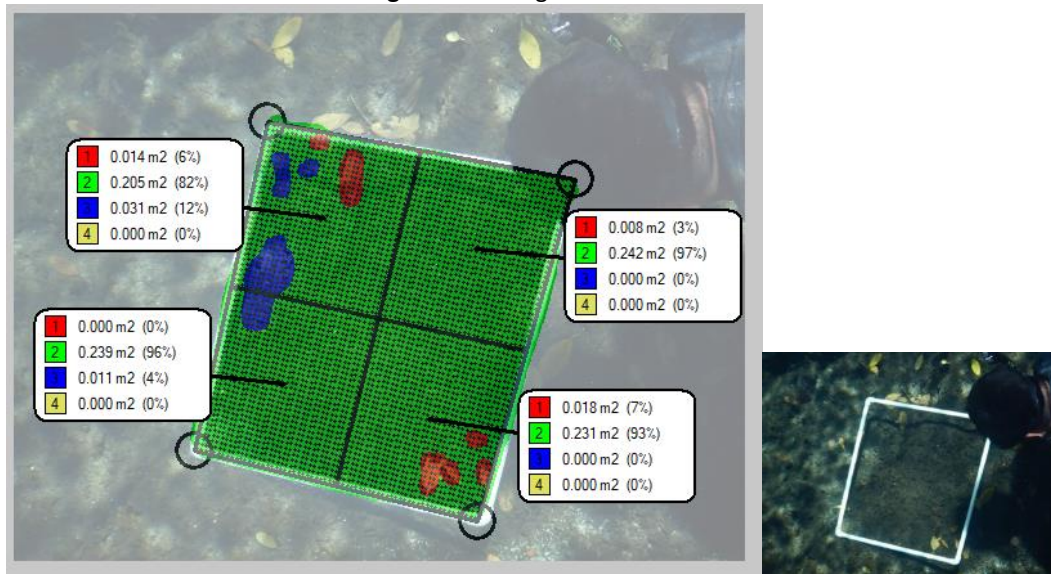 1 0.014 m2 (6%)
2 0.205 m2 (82%)
3 0.031 m2 (12%)
4 0.000 m2 (0%)
1 0.008 m2 (3%)
2 0.242 m2 (97%)
3 0.000 m2 (0%)
4 0.000 m2 (0%)
1 0.000 m2 (0%)
2 0.239 m2 (96%)
3 0.011 m2 (4%)
4 0.000 m2 (0%)
1 0.018 m2 (7%)
2 0.231 m2 (93%)
3 0.000 m2 (0%)
4 0.000 m2 (0%)